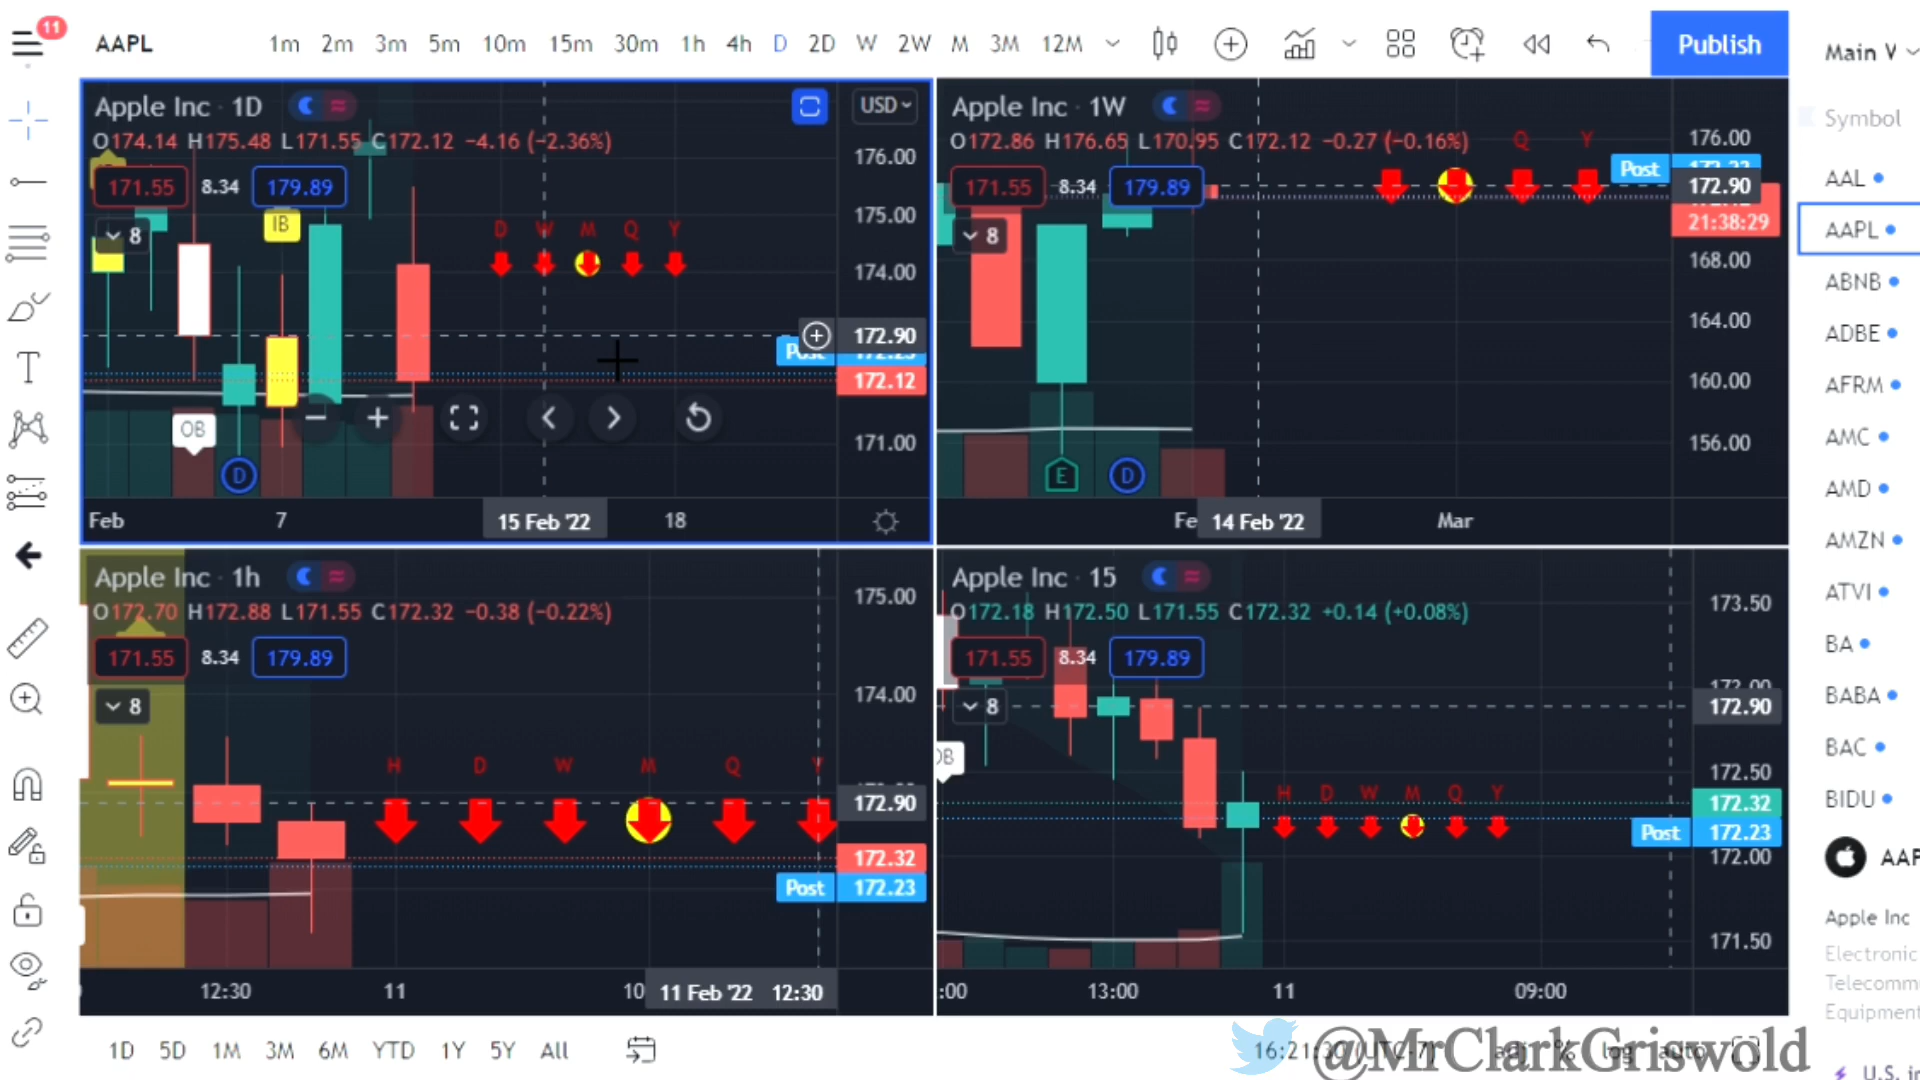 11
AAPL 1m 2m 3m 5m 10m 15m 30m 1h 4h D 2D W 2W M 3M 12M Publish
Main
Symbol
AAL
AAPL
ABNB
ADBE
AFRM
AMC
AMD
AMZN
ATVI
BA
BABA
BAC
BIDU
AAP
Apple Inc
Electronic
Telecomm
Equipment
U.S.
Apple Inc · 1D USD
O174.14 H175.48 L171.55 C172.12 −4.16 (−2.36%)
171.55 8.34 179.89
8
IB
D W M Q Y
OB
D
176.00
175.00
174.00
172.90
172.12
171.00
Feb 7 15 Feb '22 18
Apple Inc · 1W
O172.86 H176.65 L170.95 C172.12 −0.27 (−0.16%)
171.55 8.34 179.89
8
Q Y
Post
E D
176.00
172.90
21:38:29
168.00
164.00
160.00
156.00
Fe 14 Feb '22 Mar
Apple Inc · 1h
O172.70 H172.88 L171.55 C172.32 −0.38 (−0.22%)
171.55 8.34 179.89
8
H D W M Q Y
175.00
174.00
172.90
172.32
Post 172.23
12:30 11 10 11 Feb '22 12:30
Apple Inc · 15
O172.18 H172.50 L171.55 C172.32 +0.14 (+0.08%)
171.55 8.34 179.89
8
H D W M Q Y
173.50
172.90
172.50
172.32
Post 172.23
172.00
171.50
:00 13:00 11 09:00
1D 5D 1M 3M 6M YTD 1Y 5Y All
@MrClarkGriswold